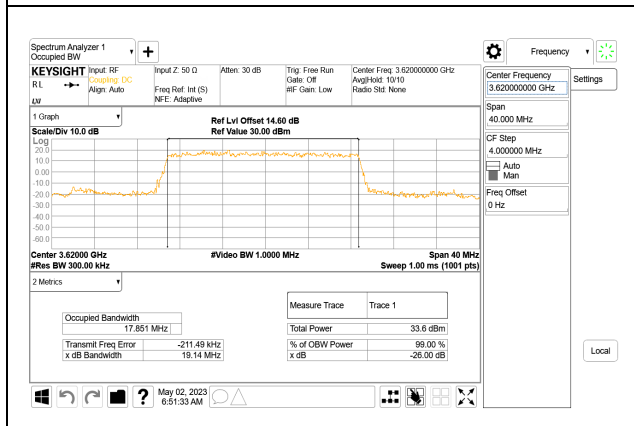 Spectrum Analyzer 1
Occupied BW
Frequency
KEYSIGHT
R L
LXI
Input: RF
Coupling: DC
Align: Auto
Input Z: 50 Ω
Freq Ref: Int (S)
NFE: Adaptive
Atten: 30 dB
Trig: Free Run
Gate: Off
#IF Gain: Low
Center Freq: 3.620000000 GHz
Avg|Hold: 10/10
Radio Std: None
Center Frequency
3.620000000 GHz
Settings
Span
40.000 MHz
CF Step
4.000000 MHz
Auto
Man
Freq Offset
0 Hz
Local
1 Graph
Scale/Div 10.0 dB
Ref Lvl Offset 14.60 dB
Ref Value 30.00 dBm
Log
20.0
10.0
0.00
-10.0
-20.0
-30.0
-40.0
-50.0
-60.0
Center 3.62000 GHz
#Res BW 300.00 kHz
#Video BW 1.0000 MHz
Span 40 MHz
Sweep 1.00 ms (1001 pts)
2 Metrics
Measure Trace Trace 1
Occupied Bandwidth
17.851 MHz
Total Power 33.6 dBm
Transmit Freq Error -211.49 kHz
% of OBW Power 99.00 %
x dB Bandwidth 19.14 MHz
x dB -26.00 dB
?
May 02, 2023
6:51:33 AM